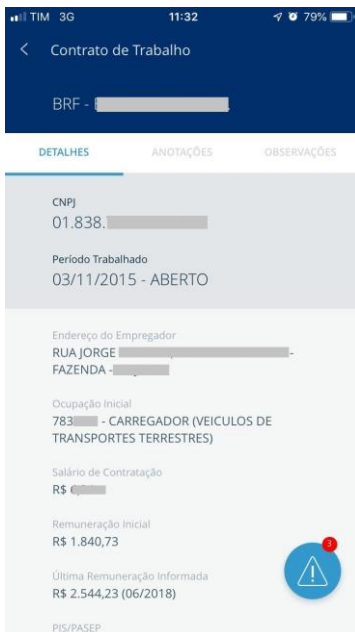 TIM 3G 11:32 79%
Contrato de Trabalho
BRF -
DETALHES ANOTAÇÕES OBSERVAÇÕES
CNPJ
01.838.
Período Trabalhado
03/11/2015 - ABERTO
Endereço do Empregador
RUA JORGE -
FAZENDA -
Ocupação Inicial
783 - CARREGADOR (VEICULOS DE
TRANSPORTES TERRESTRES)
Salário de Contratação
R$
Remuneração Inicial
R$ 1.840,73
3
Última Remuneração Informada
R$ 2.544,23 (06/2018)
PIS/PASEP